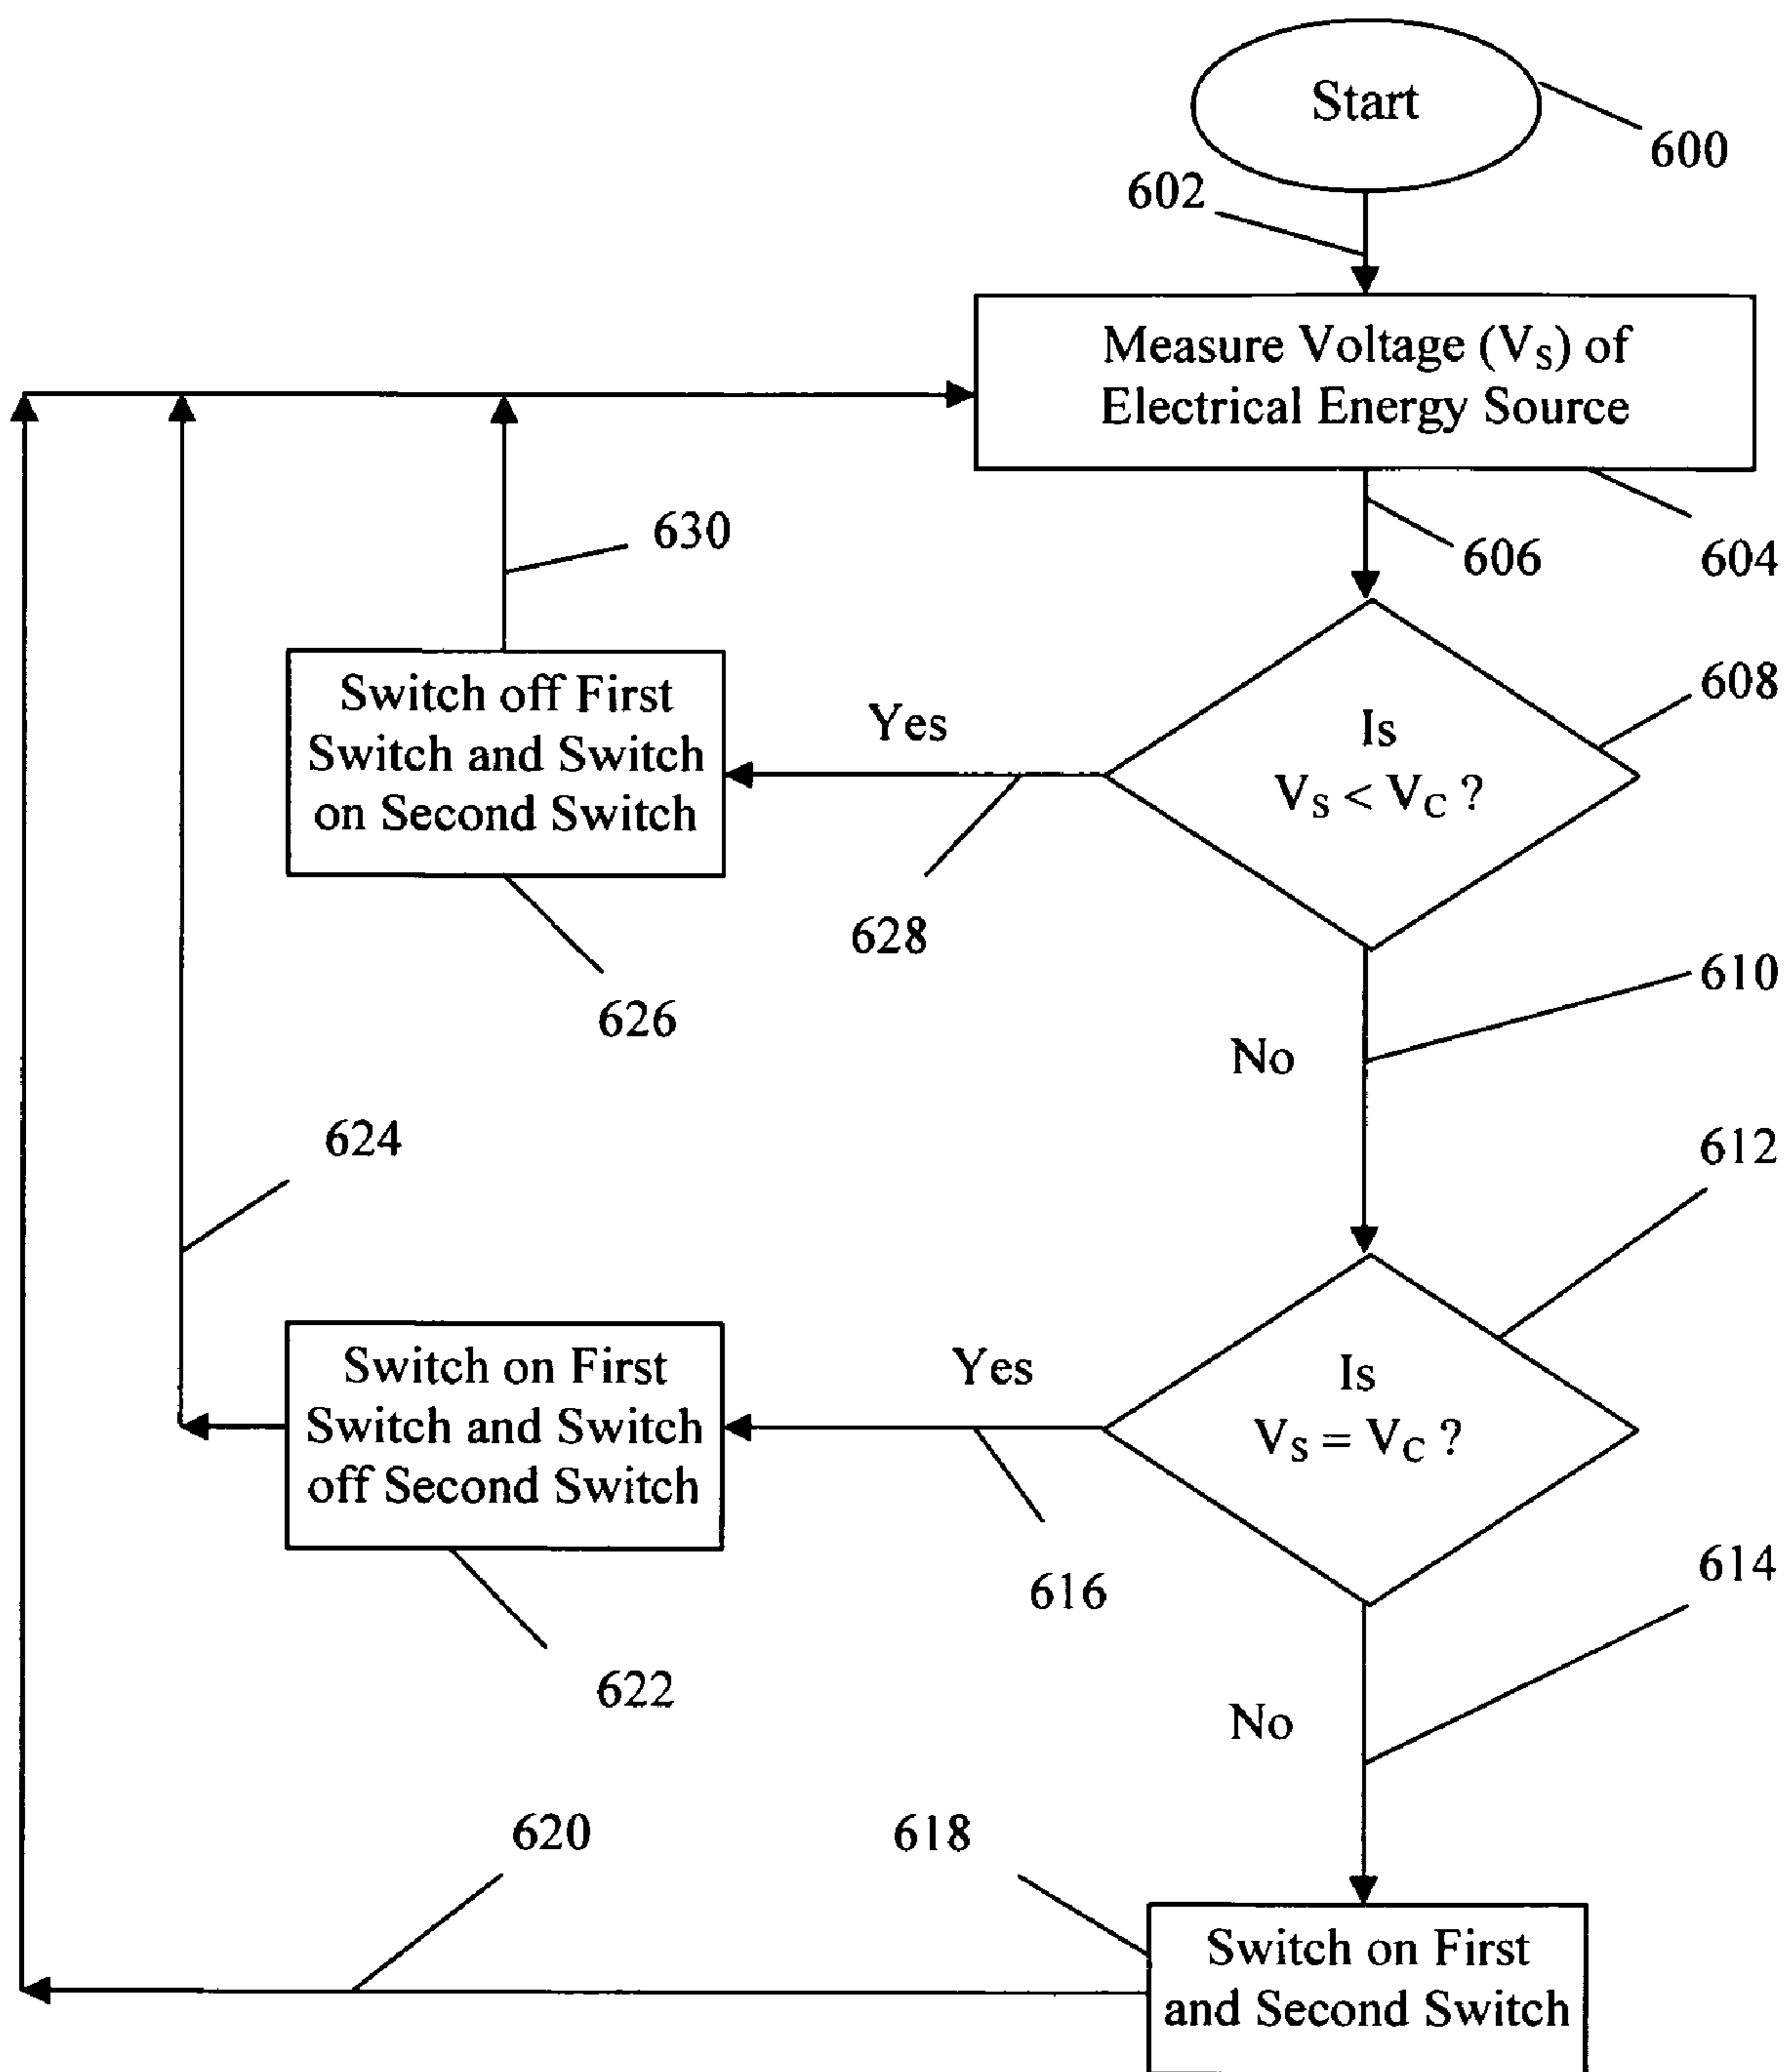 Start
600
602
Measure Voltage (VS) of
Electrical Energy Source
630
606
604
Switch off First
Switch and Switch
on Second Switch
Yes
Is
VS < VC ?
608
628
626
610
No
624
612
Switch on First
Switch and Switch
off Second Switch
Yes
Is
VS = VC ?
616
614
622
No
620
618
Switch on First
and Second Switch